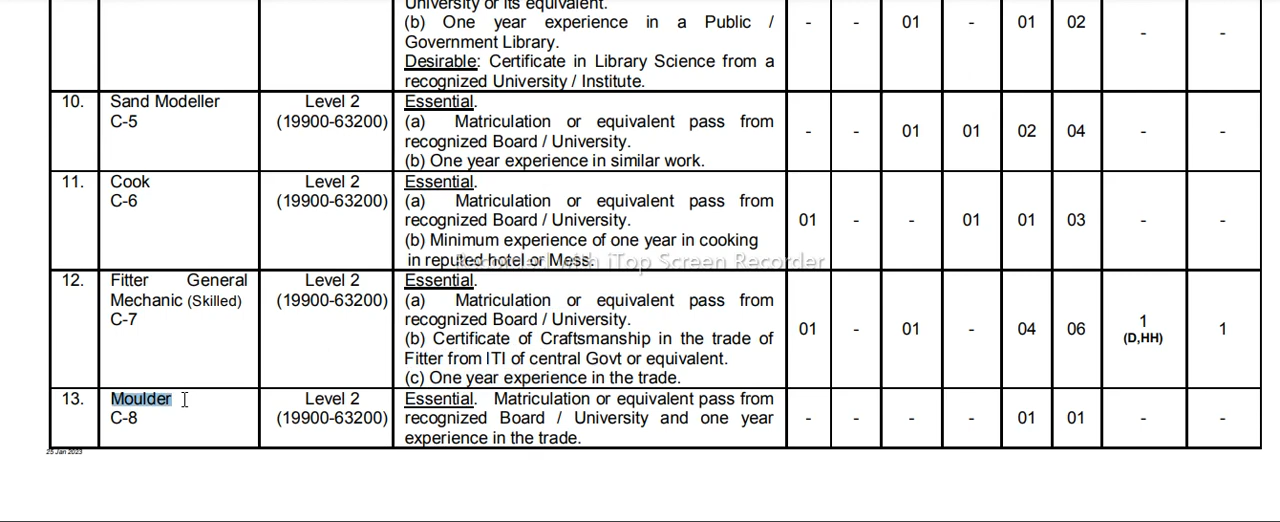 University or its equivalent.
(b) One year experience in a Public /
Government Library.
Desirable: Certificate in Library Science from a
recognized University / Institute.
- - 01 - 01 02 - -
10. Sand Modeller
C-5
Level 2
(19900-63200)
Essential.
(a) Matriculation or equivalent pass from
recognized Board / University.
(b) One year experience in similar work.
- - 01 01 02 04 - -
11. Cook
C-6
Level 2
(19900-63200)
Essential.
(a) Matriculation or equivalent pass from
recognized Board / University.
(b) Minimum experience of one year in cooking
in reputed hotel or Mess.
01 - - 01 01 03 - -
Recorded with iTop Screen Recorder
12. Fitter General
Mechanic (Skilled)
C-7
Level 2
(19900-63200)
Essential.
(a) Matriculation or equivalent pass from
recognized Board / University.
(b) Certificate of Craftsmanship in the trade of
Fitter from ITI of central Govt or equivalent.
(c) One year experience in the trade.
01 - 01 - 04 06 1 1
(D,HH)
13. Moulder
C-8
Level 2
(19900-63200)
Essential. Matriculation or equivalent pass from
recognized Board / University and one year
experience in the trade.
- - - - 01 01 - -
25 Jan 2023